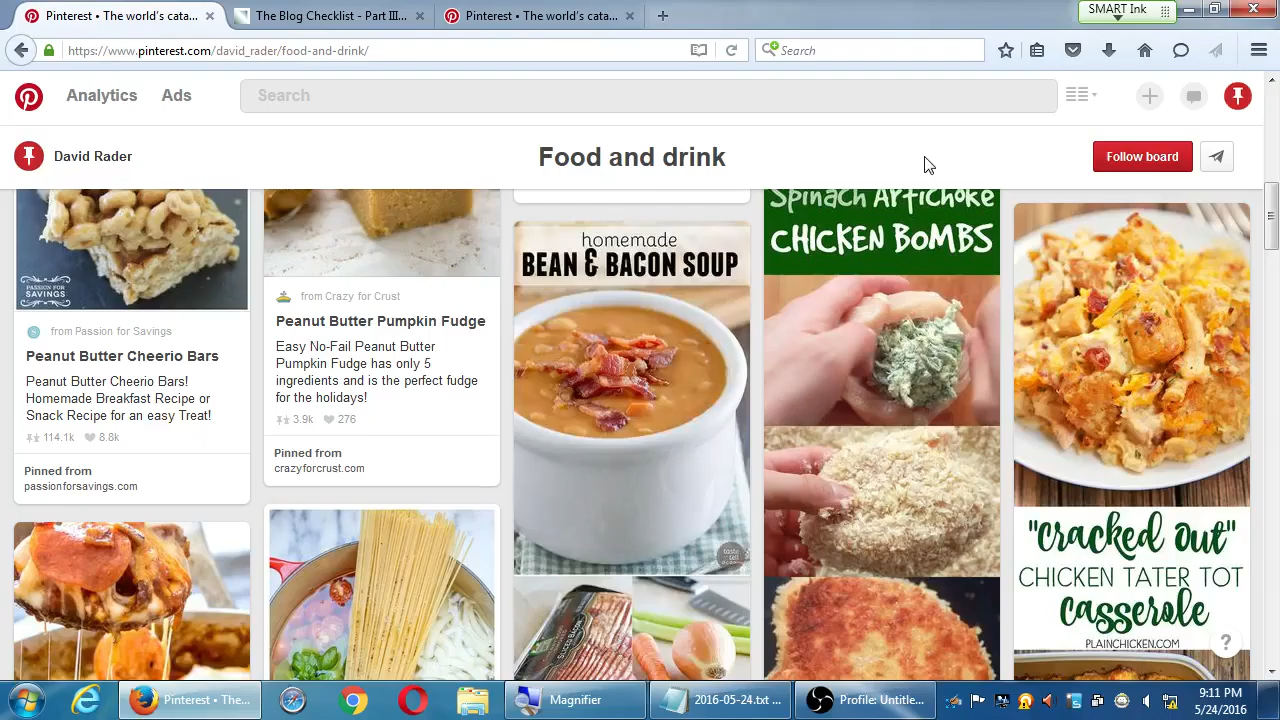 Pinterest • The world's cata...
The Blog Checklist - Part III...
Pinterest • The world's cata...
SMART Ink
https://www.pinterest.com/david_rader/food-and-drink/
Search
Analytics
Ads
Search
David Rader
Food and drink
Follow board
PASSION FOR
SAVINGS
from Passion for Savings
Peanut Butter Cheerio Bars
Peanut Butter Cheerio Bars!
Homemade Breakfast Recipe or
Snack Recipe for an easy Treat!
114.1k
8.8k
Pinned from
passionforsavings.com
from Crazy for Crust
Peanut Butter Pumpkin Fudge
Easy No-Fail Peanut Butter
Pumpkin Fudge has only 5
ingredients and is the perfect fudge
for the holidays!
3.9k
276
Pinned from
crazyforcrust.com
homemade
BEAN & BACON SOUP
Spinach Artichoke
CHICKEN BOMBS
"cracked out"
CHICKEN TATER TOT
casserole
PLAINCHICKEN.COM
?
Pinterest • The...
Magnifier
2016-05-24.txt ...
Profile: Untitle...
9:11 PM
5/24/2016